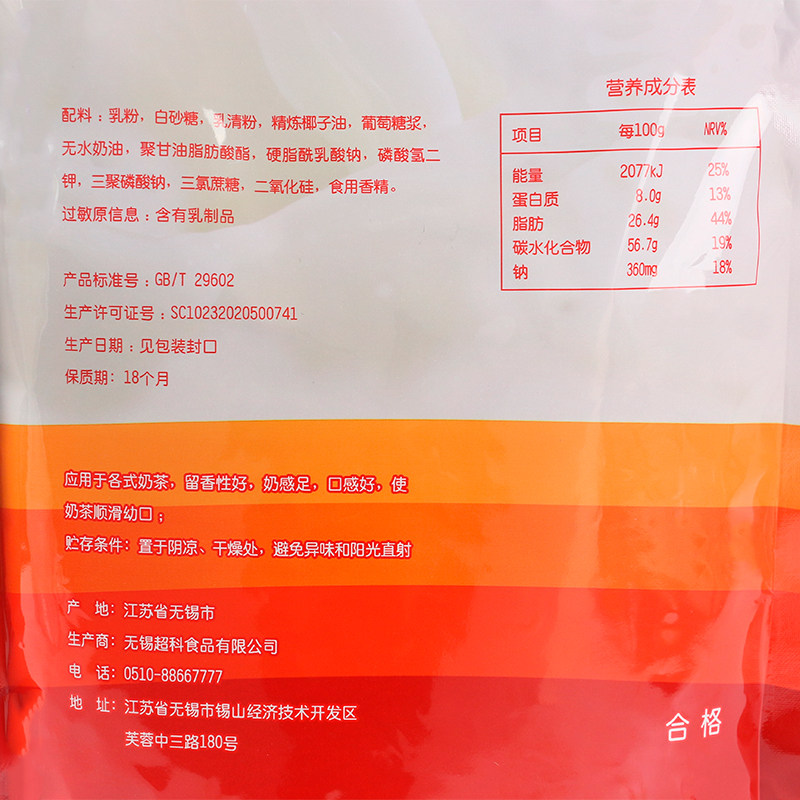 配料：乳粉，白砂糖，乳清粉，精炼椰子油，葡萄糖浆，
无水奶油，聚甘油脂肪酸酯，硬脂酰乳酸钠，磷酸氢二
钾，三聚磷酸钠，三氯蔗糖，二氧化硅，食用香精。
过敏原信息：含有乳制品
产品标准号：GB/T 29602
生产许可证号：SC10232020500741
生产日期：见包装封口
保质期：18个月
营养成分表
项目 每100g NRV%
能量 2077kJ 25%
蛋白质 8.0g 13%
脂肪 26.4g 44%
碳水化合物 56.7g 19%
钠 360mg 18%
应用于各式奶茶，留香性好，奶感足，口感好，使
奶茶顺滑幼口；
贮存条件：置于阴凉、干燥处，避免异味和阳光直射
产 地：江苏省无锡市
生产商：无锡超科食品有限公司
电 话：0510-88667777
地 址：江苏省无锡市锡山经济技术开发区
芙蓉中三路180号
合格